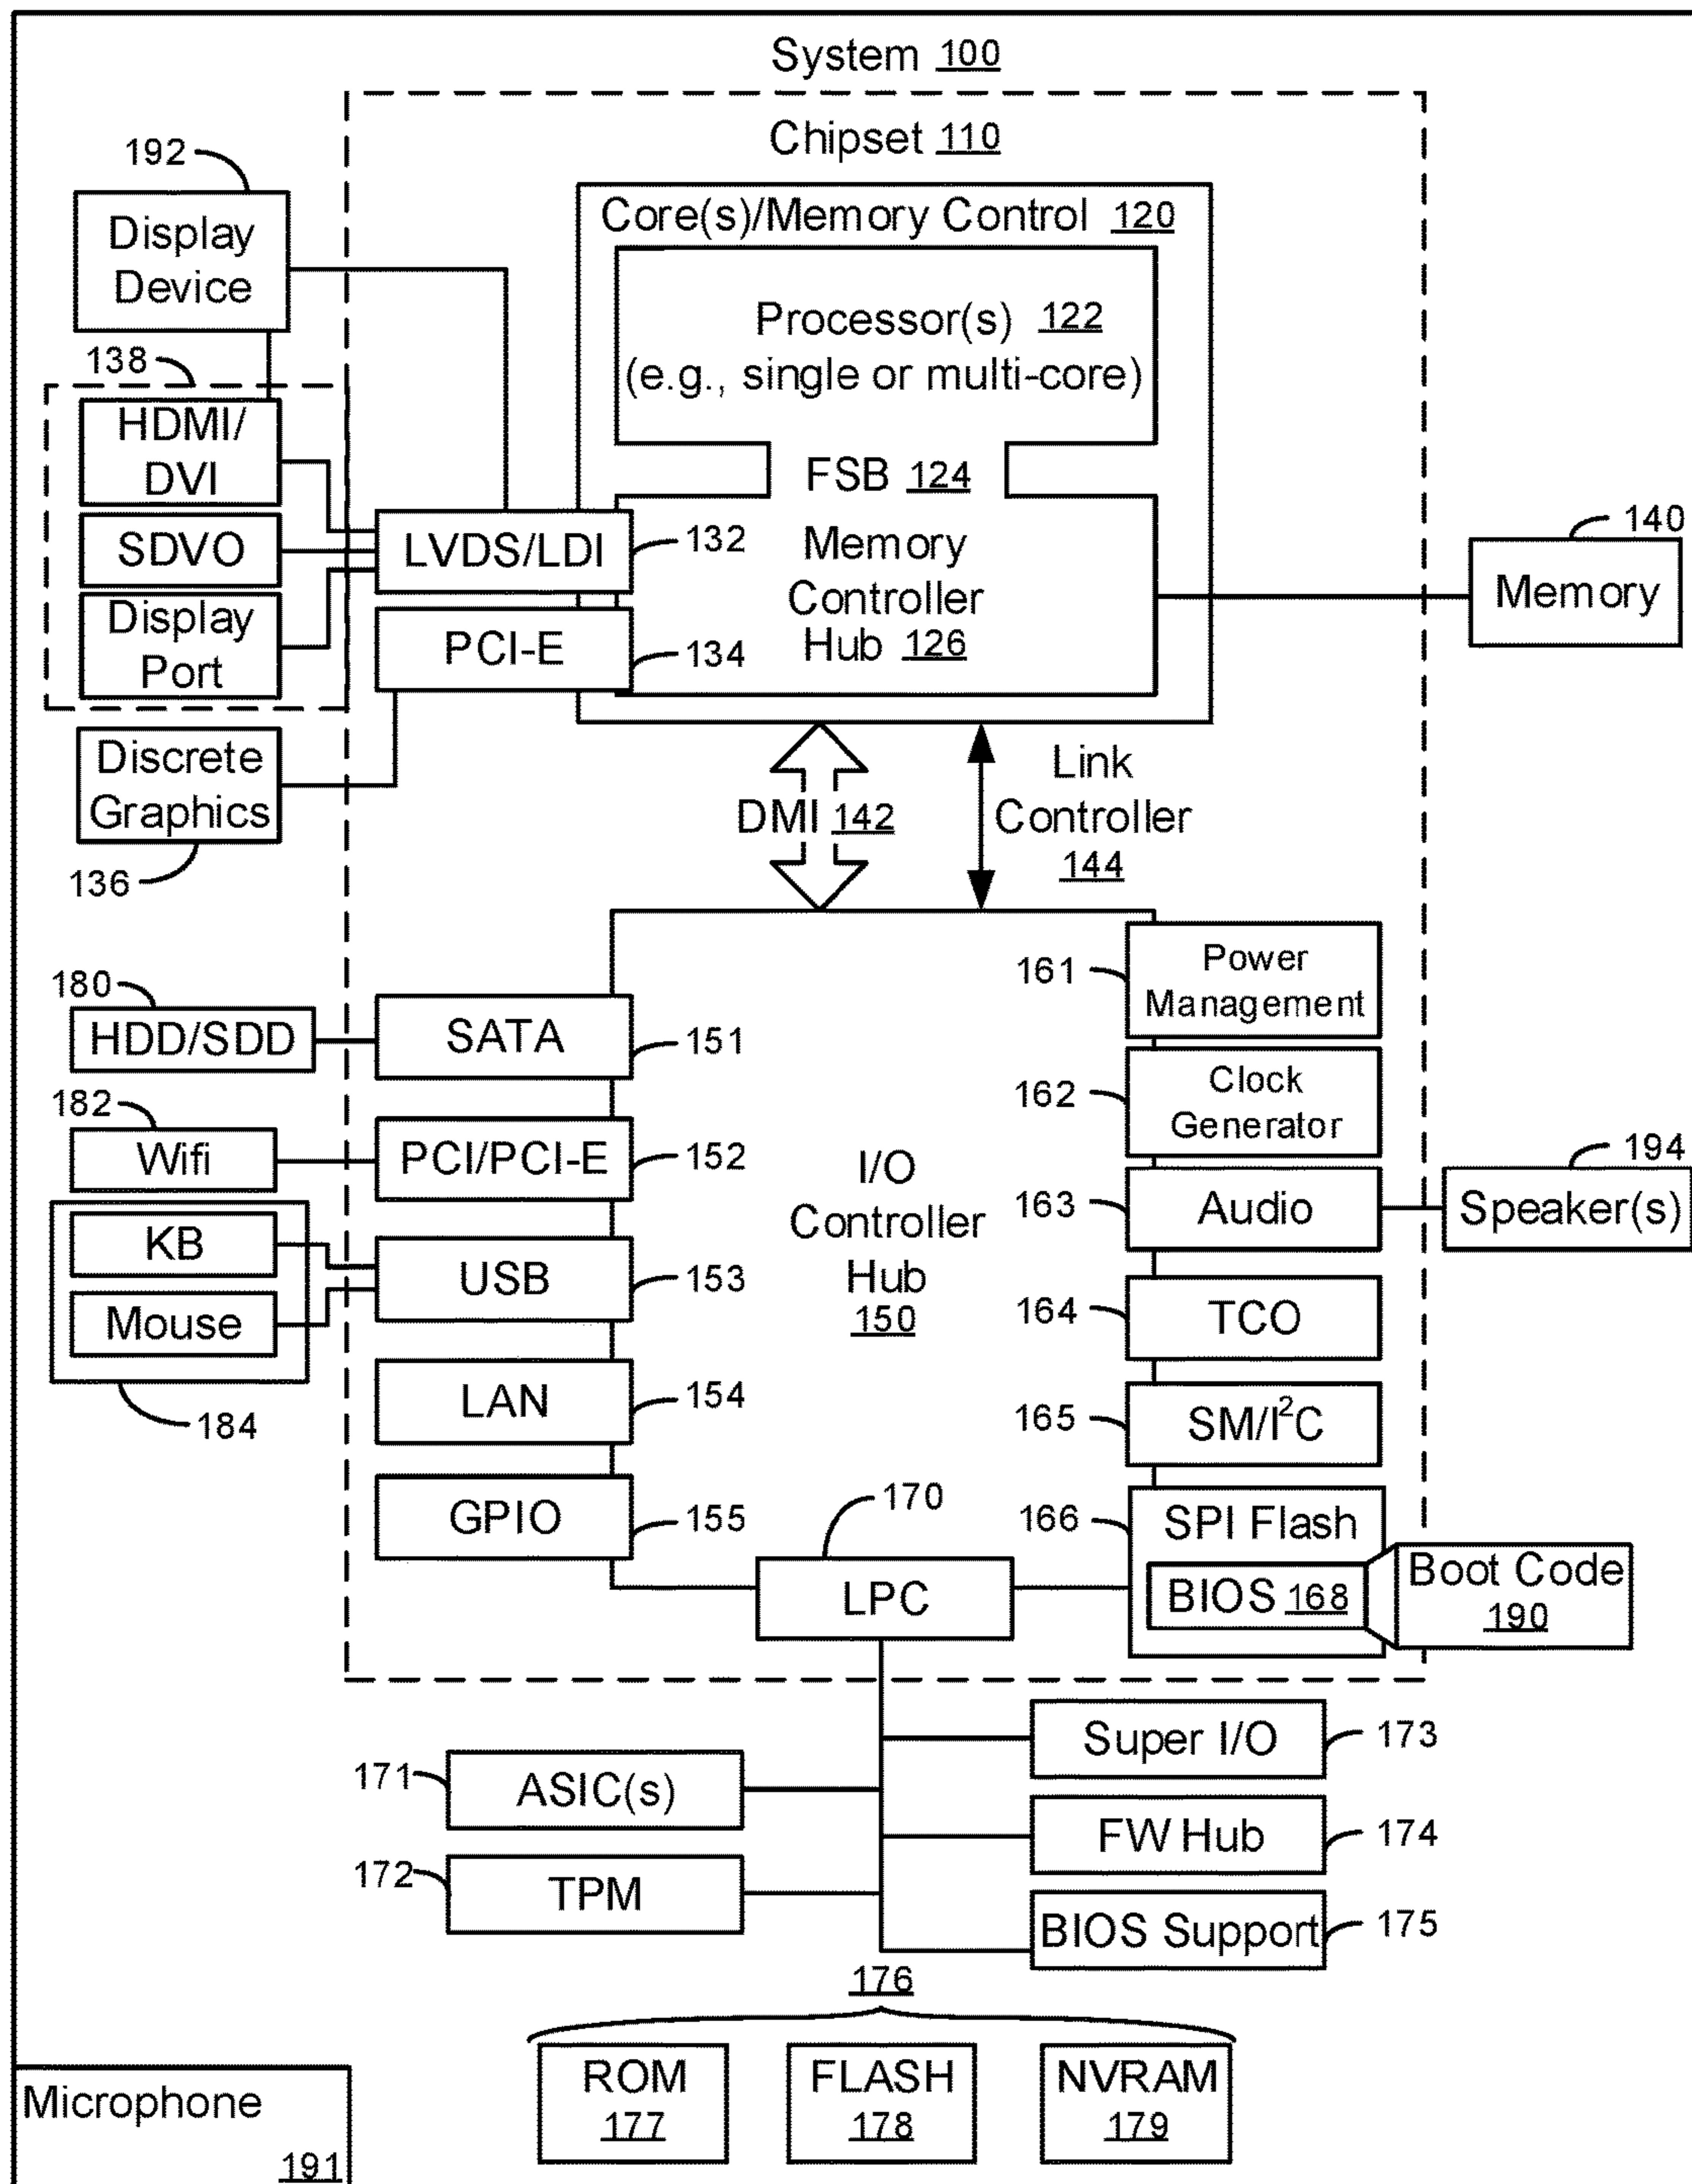 System 100
Chipset 110
192
Display
Device
Core(s)/Memory Control 120
Processor(s) 122
(e.g., single or multi-core)
138
HDMI/
DVI
SDVO
Display
Port
FSB 124
LVDS/LDI
132
Memory
Controller
Hub 126
PCI-E
134
140
Memory
Discrete
Graphics
136
DMI 142
Link
Controller
144
180
HDD/SDD
SATA
151
182
Wifi
PCI/PCI-E
152
KB
Mouse
184
USB
153
LAN
154
GPIO
155
I/O
Controller
Hub
150
161
Power
Management
162
Clock
Generator
163
Audio
194
Speaker(s)
164
TCO
165
SM/I²C
166
SPI Flash
BIOS 168
Boot Code
190
170
LPC
171
ASIC(s)
172
TPM
Super I/O
173
FW Hub
174
BIOS Support
175
176
ROM
177
FLASH
178
NVRAM
179
Microphone
191